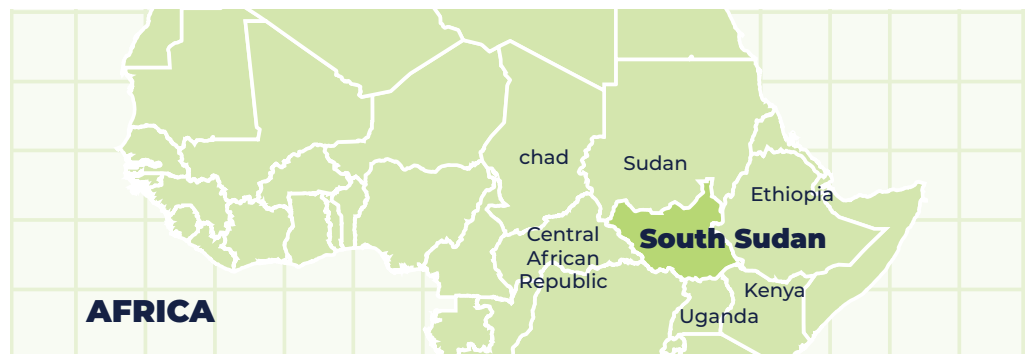 chad
Sudan
Ethiopia
Central
African
Republic
South Sudan
Kenya
Uganda
AFRICA